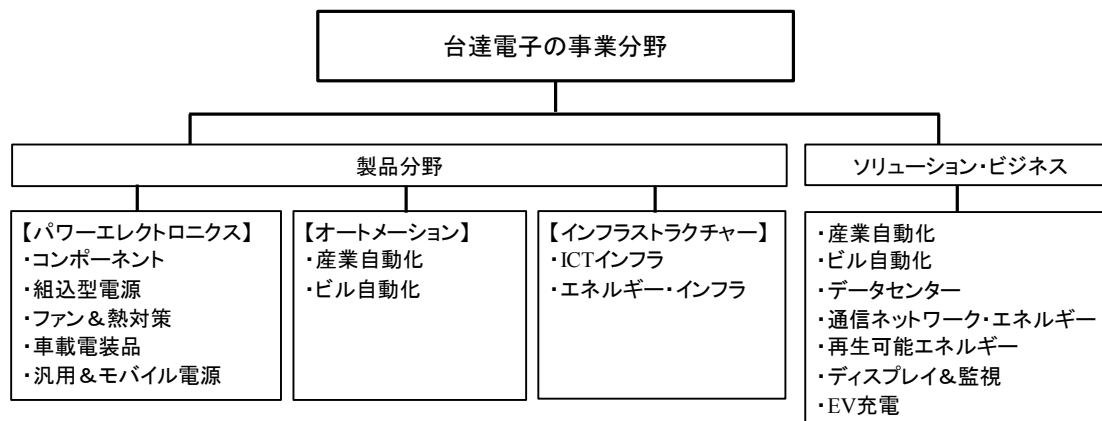 台達電子の事業分野
製品分野
ソリューション・ビジネス
【パワーエレクトロニクス】
・コンポーネント
・組込型電源
・ファン＆熱対策
・車載電装品
・汎用＆モバイル電源
【オートメーション】
・産業自動化
・ビル自動化
【インフラストラクチャー】
・ICTインフラ
・エネルギー・インフラ
・産業自動化
・ビル自動化
・データセンター
・通信ネットワーク・エネルギー
・再生可能エネルギー
・ディスプレイ＆監視
・EV充電